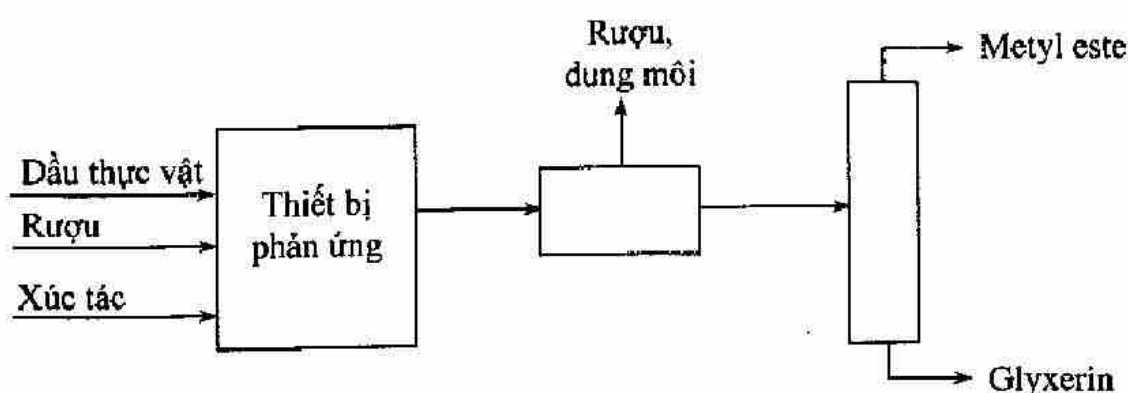 Rượu,
dung môi
Metyl este
Dầu thực vật
Rượu
Xúc tác
Thiết bị
phản ứng
Glyxerin